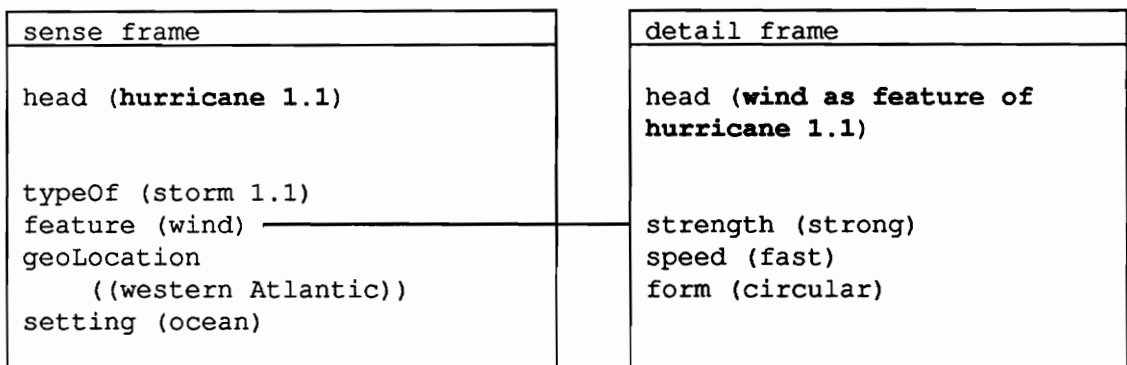 sense frame
head (hurricane 1.1)
typeOf (storm 1.1)
feature (wind)
geoLocation
((western Atlantic))
setting (ocean)
detail frame
head (wind as feature of
hurricane 1.1)
strength (strong)
speed (fast)
form (circular)